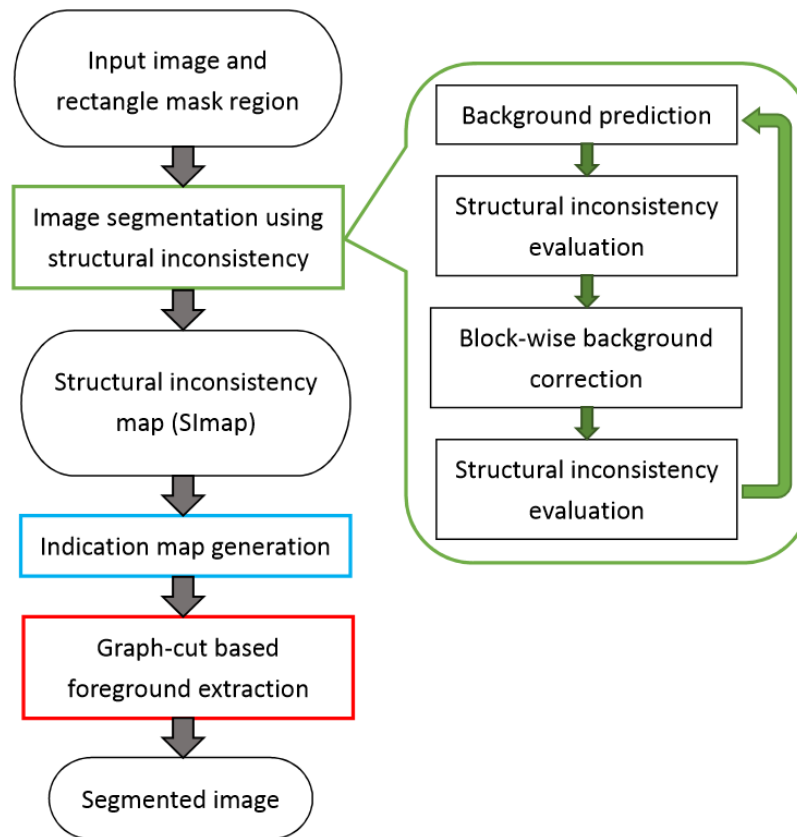 Input image and
rectangle mask region
Image segmentation using
structural inconsistency
Structural inconsistency
map (SImap)
Indication map generation
Graph-cut based
foreground extraction
Segmented image
Background prediction
Structural inconsistency
evaluation
Block-wise background
correction
Structural inconsistency
evaluation